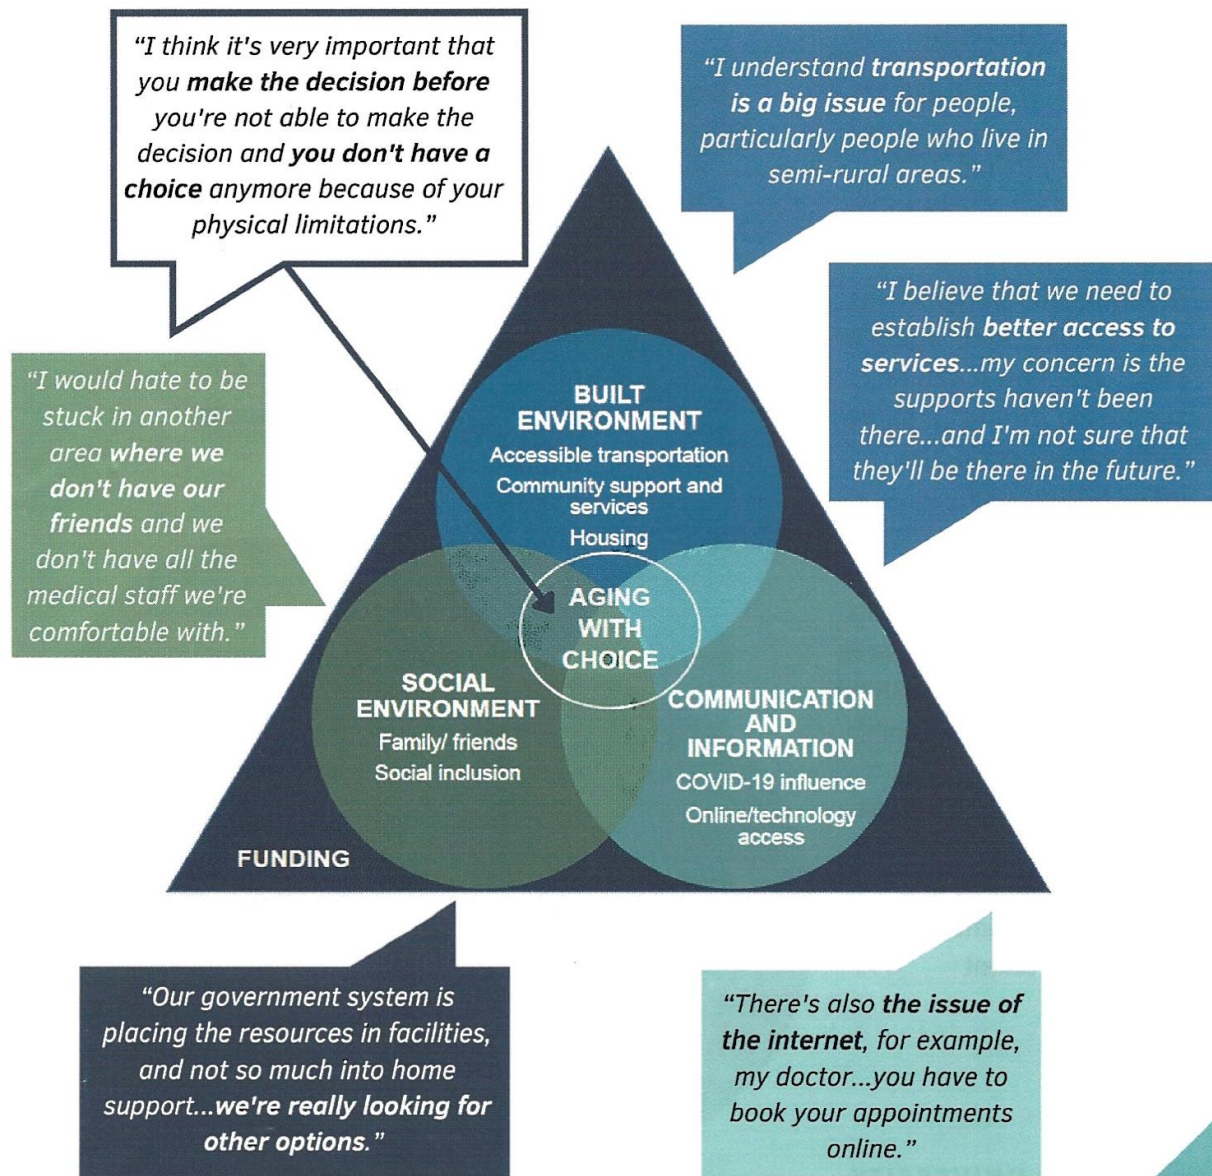 "I think it's very important that
you make the decision before
you're not able to make the
decision and you don't have a
choice anymore because of your
physical limitations."
"I understand transportation
is a big issue for people,
particularly people who live in
semi-rural areas."
"I believe that we need to
establish better access to
services...my concern is the
supports haven't been
there...and I'm not sure that
they'll be there in the future."
"I would hate to be
stuck in another
area where we
don't have our
friends and we
don't have all the
medical staff we're
comfortable with."
BUILT
ENVIRONMENT
Accessible transportation
Community support and
services
Housing
AGING
WITH
CHOICE
SOCIAL
ENVIRONMENT
Family/ friends
Social inclusion
COMMUNICATION
AND
INFORMATION
COVID-19 influence
Online/technology
access
FUNDING
"Our government system is
placing the resources in facilities,
and not so much into home
support...we're really looking for
other options."
"There's also the issue of
the internet, for example,
my doctor...you have to
book your appointments
online."